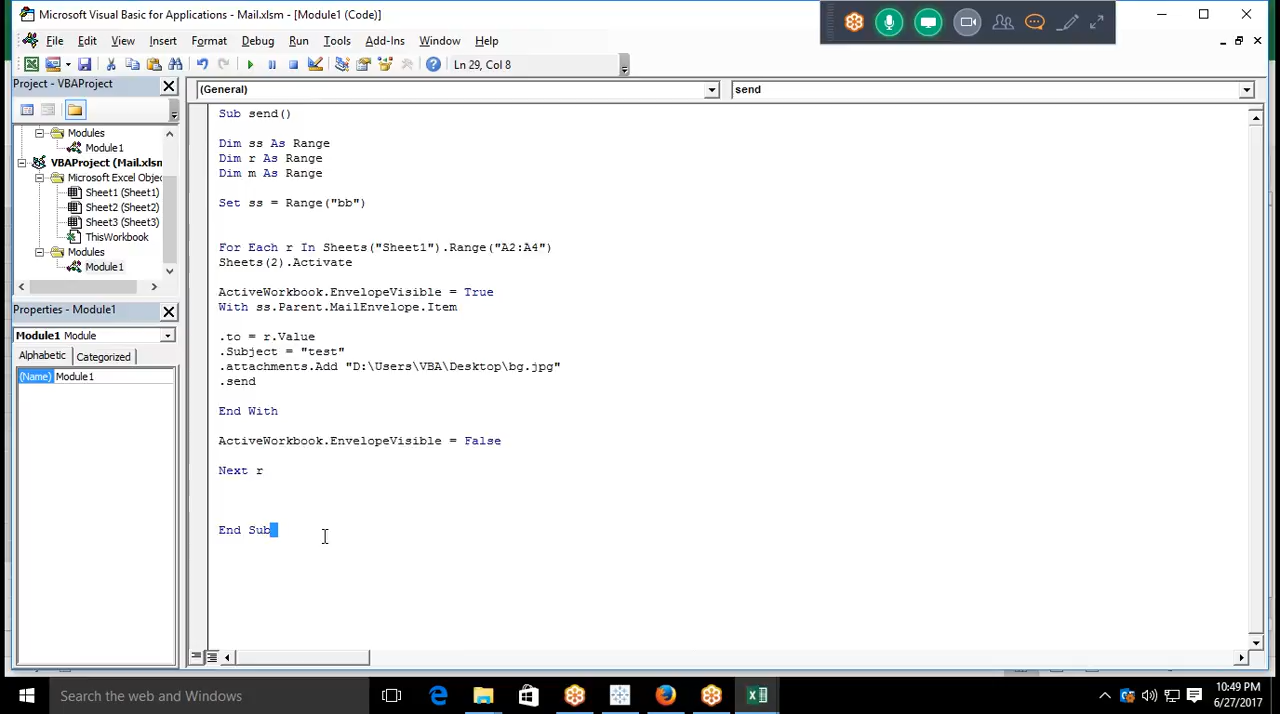 Microsoft Visual Basic for Applications - Mail.xlsm - [Module1 (Code)]
File Edit View Insert Format Debug Run Tools Add-Ins Window Help
Ln 29, Col 8
Project - VBAProject
(General)
send
Modules
Module1
VBAProject (Mail.xlsm
Microsoft Excel Objec
Sheet1 (Sheet1)
Sheet2 (Sheet2)
Sheet3 (Sheet3)
ThisWorkbook
Modules
Module1
Properties - Module1
Module1 Module
Alphabetic Categorized
(Name) Module1
Sub send()
Dim ss As Range
Dim r As Range
Dim m As Range
Set ss = Range("bb")
For Each r In Sheets("Sheet1").Range("A2:A4")
Sheets(2).Activate
ActiveWorkbook.EnvelopeVisible = True
With ss.Parent.MailEnvelope.Item
.to = r.Value
.Subject = "test"
.attachments.Add "D:\Users\VBA\Desktop\bg.jpg"
.send
End With
ActiveWorkbook.EnvelopeVisible = False
Next r
End Sub
Search the web and Windows
10:49 PM
6/27/2017